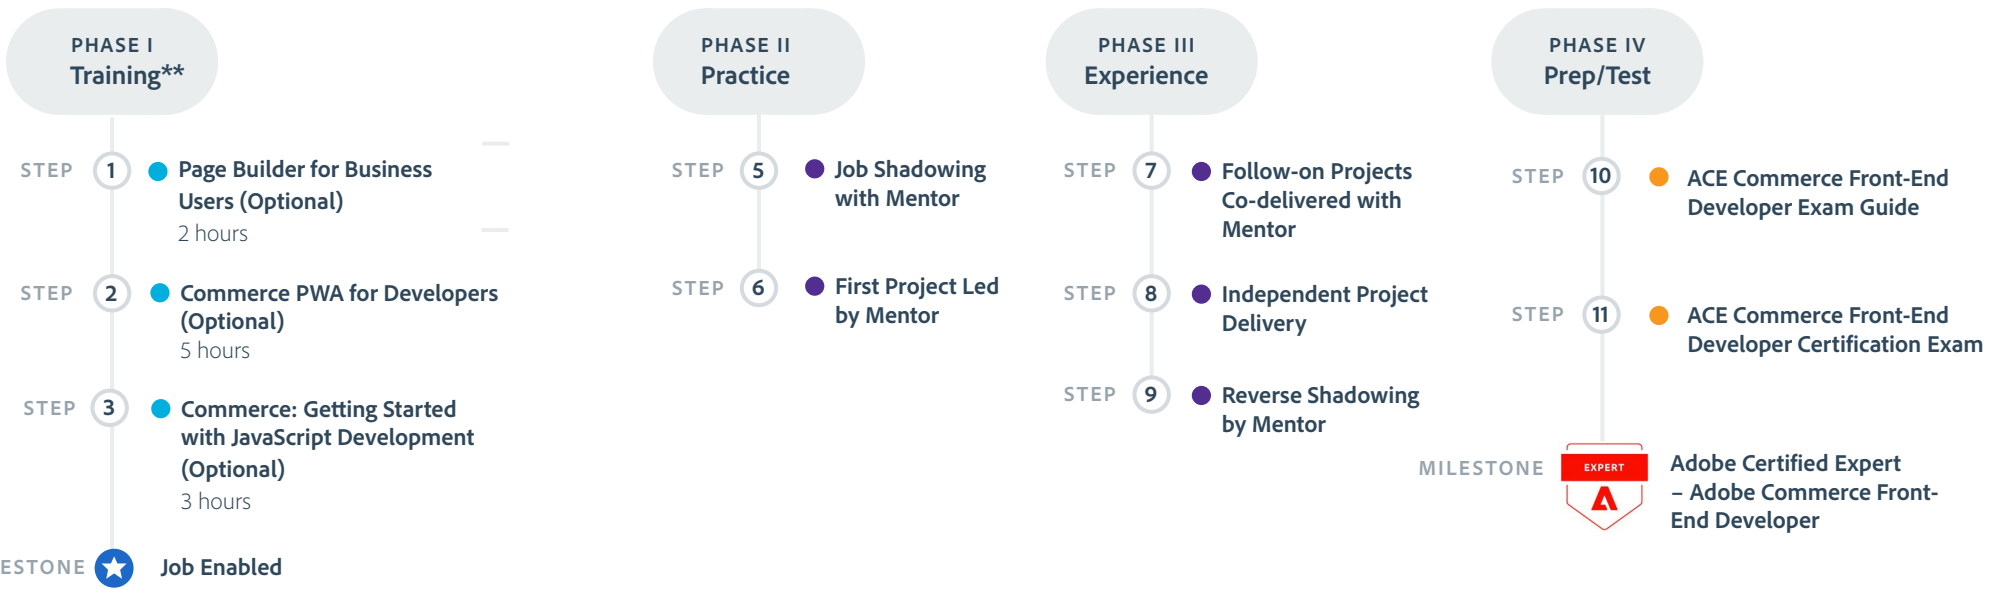 PHASE I
Training**
STEP 1 Page Builder for Business
Users (Optional)
2 hours
STEP 2 Commerce PWA for Developers
(Optional)
5 hours
STEP 3 Commerce: Getting Started
with JavaScript Development
(Optional)
3 hours
ESTONE Job Enabled
PHASE II
Practice
STEP 5 Job Shadowing
with Mentor
STEP 6 First Project Led
by Mentor
PHASE III
Experience
STEP 7 Follow-on Projects
Co-delivered with
Mentor
STEP 8 Independent Project
Delivery
STEP 9 Reverse Shadowing
by Mentor
PHASE IV
Prep/Test
STEP 10 ACE Commerce Front-End
Developer Exam Guide
STEP 11 ACE Commerce Front-End
Developer Certification Exam
MILESTONE EXPERT Adobe Certified Expert
– Adobe Commerce Front-
End Developer